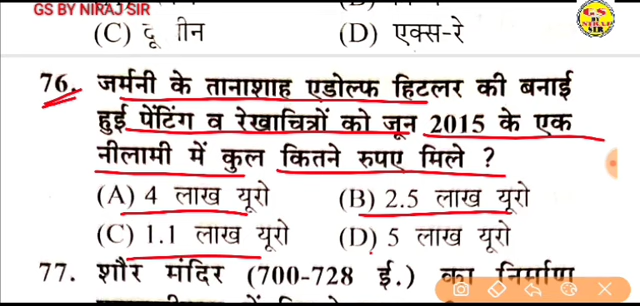 GS BY NIRAJ SIR
(C) दू
(D) एक्स-रे
76. जर्मनी के तानाशाह एडोल्फ हिटलर की बनाई
हुई पेंटिंग व रेखाचित्रों को जून 2015 के एक
नीलामी में कुल कितने रुपए मिले ?
(A) 4 लाख यूरो (B) 2.5 लाख यूरो
(C) 1.1 लाख यूरो (D) 5 लाख यूरो
77. शौर मंदिर (700-728 ई.) का निर्माण